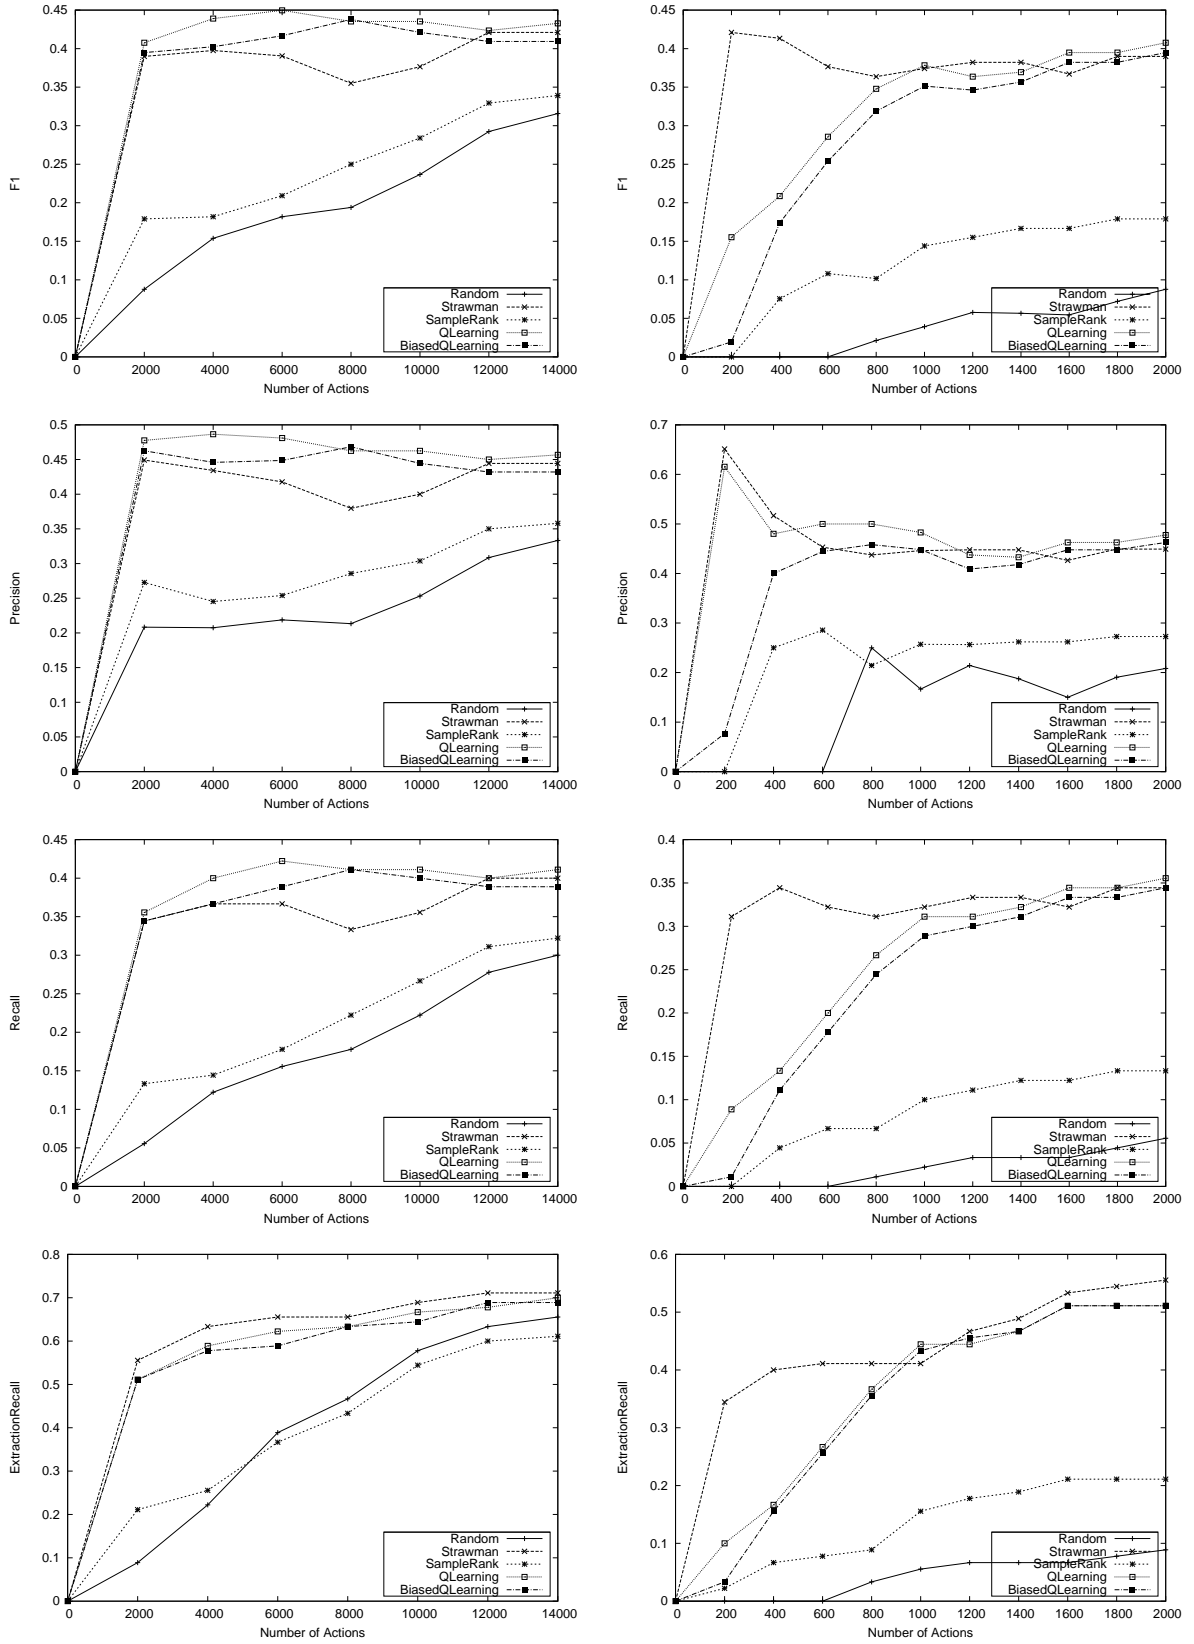 0.45
0.4
0.35
0.3
0.25
0.2
0.15
0.1
0.05
0
F1
Random
Strawman
SampleRank
QLearning
BiasedQLearning
0 2000 4000 6000 8000 10000 12000 14000
Number of Actions
0.45
0.4
0.35
0.3
0.25
0.2
0.15
0.1
0.05
0
F1
Random
Strawman
SampleRank
QLearning
BiasedQLearning
0 200 400 600 800 1000 1200 1400 1600 1800 2000
Number of Actions
0.5
0.45
0.4
0.35
0.3
0.25
0.2
0.15
0.1
0.05
0
Precision
Random
Strawman
SampleRank
QLearning
BiasedQLearning
0 2000 4000 6000 8000 10000 12000 14000
Number of Actions
0.7
0.6
0.5
0.4
0.3
0.2
0.1
0
Precision
Random
Strawman
SampleRank
QLearning
BiasedQLearning
0 200 400 600 800 1000 1200 1400 1600 1800 2000
Number of Actions
0.45
0.4
0.35
0.3
0.25
0.2
0.15
0.1
0.05
0
Recall
Random
Strawman
SampleRank
QLearning
BiasedQLearning
0 2000 4000 6000 8000 10000 12000 14000
Number of Actions
0.4
0.35
0.3
0.25
0.2
0.15
0.1
0.05
0
Recall
Random
Strawman
SampleRank
QLearning
BiasedQLearning
0 200 400 600 800 1000 1200 1400 1600 1800 2000
Number of Actions
0.8
0.7
0.6
0.5
0.4
0.3
0.2
0.1
0
ExtractionRecall
Random
Strawman
SampleRank
QLearning
BiasedQLearning
0 2000 4000 6000 8000 10000 12000 14000
Number of Actions
0.6
0.5
0.4
0.3
0.2
0.1
0
ExtractionRecall
Random
Strawman
SampleRank
QLearning
BiasedQLearning
0 200 400 600 800 1000 1200 1400 1600 1800 2000
Number of Actions